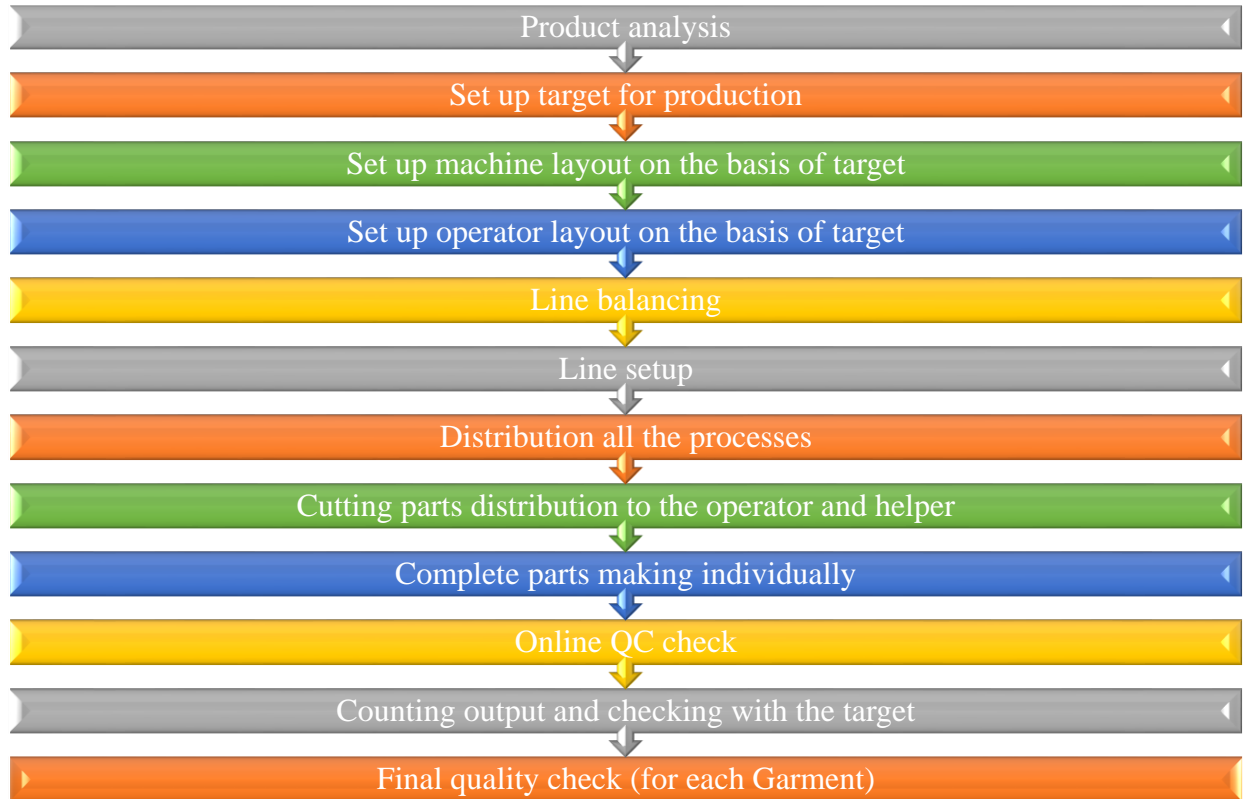 Product analysis
Set up target for production
Set up machine layout on the basis of target
Set up operator layout on the basis of target
Line balancing
Line setup
Distribution all the processes
Cutting parts distribution to the operator and helper
Complete parts making individually
Online QC check
Counting output and checking with the target
Final quality check (for each Garment)